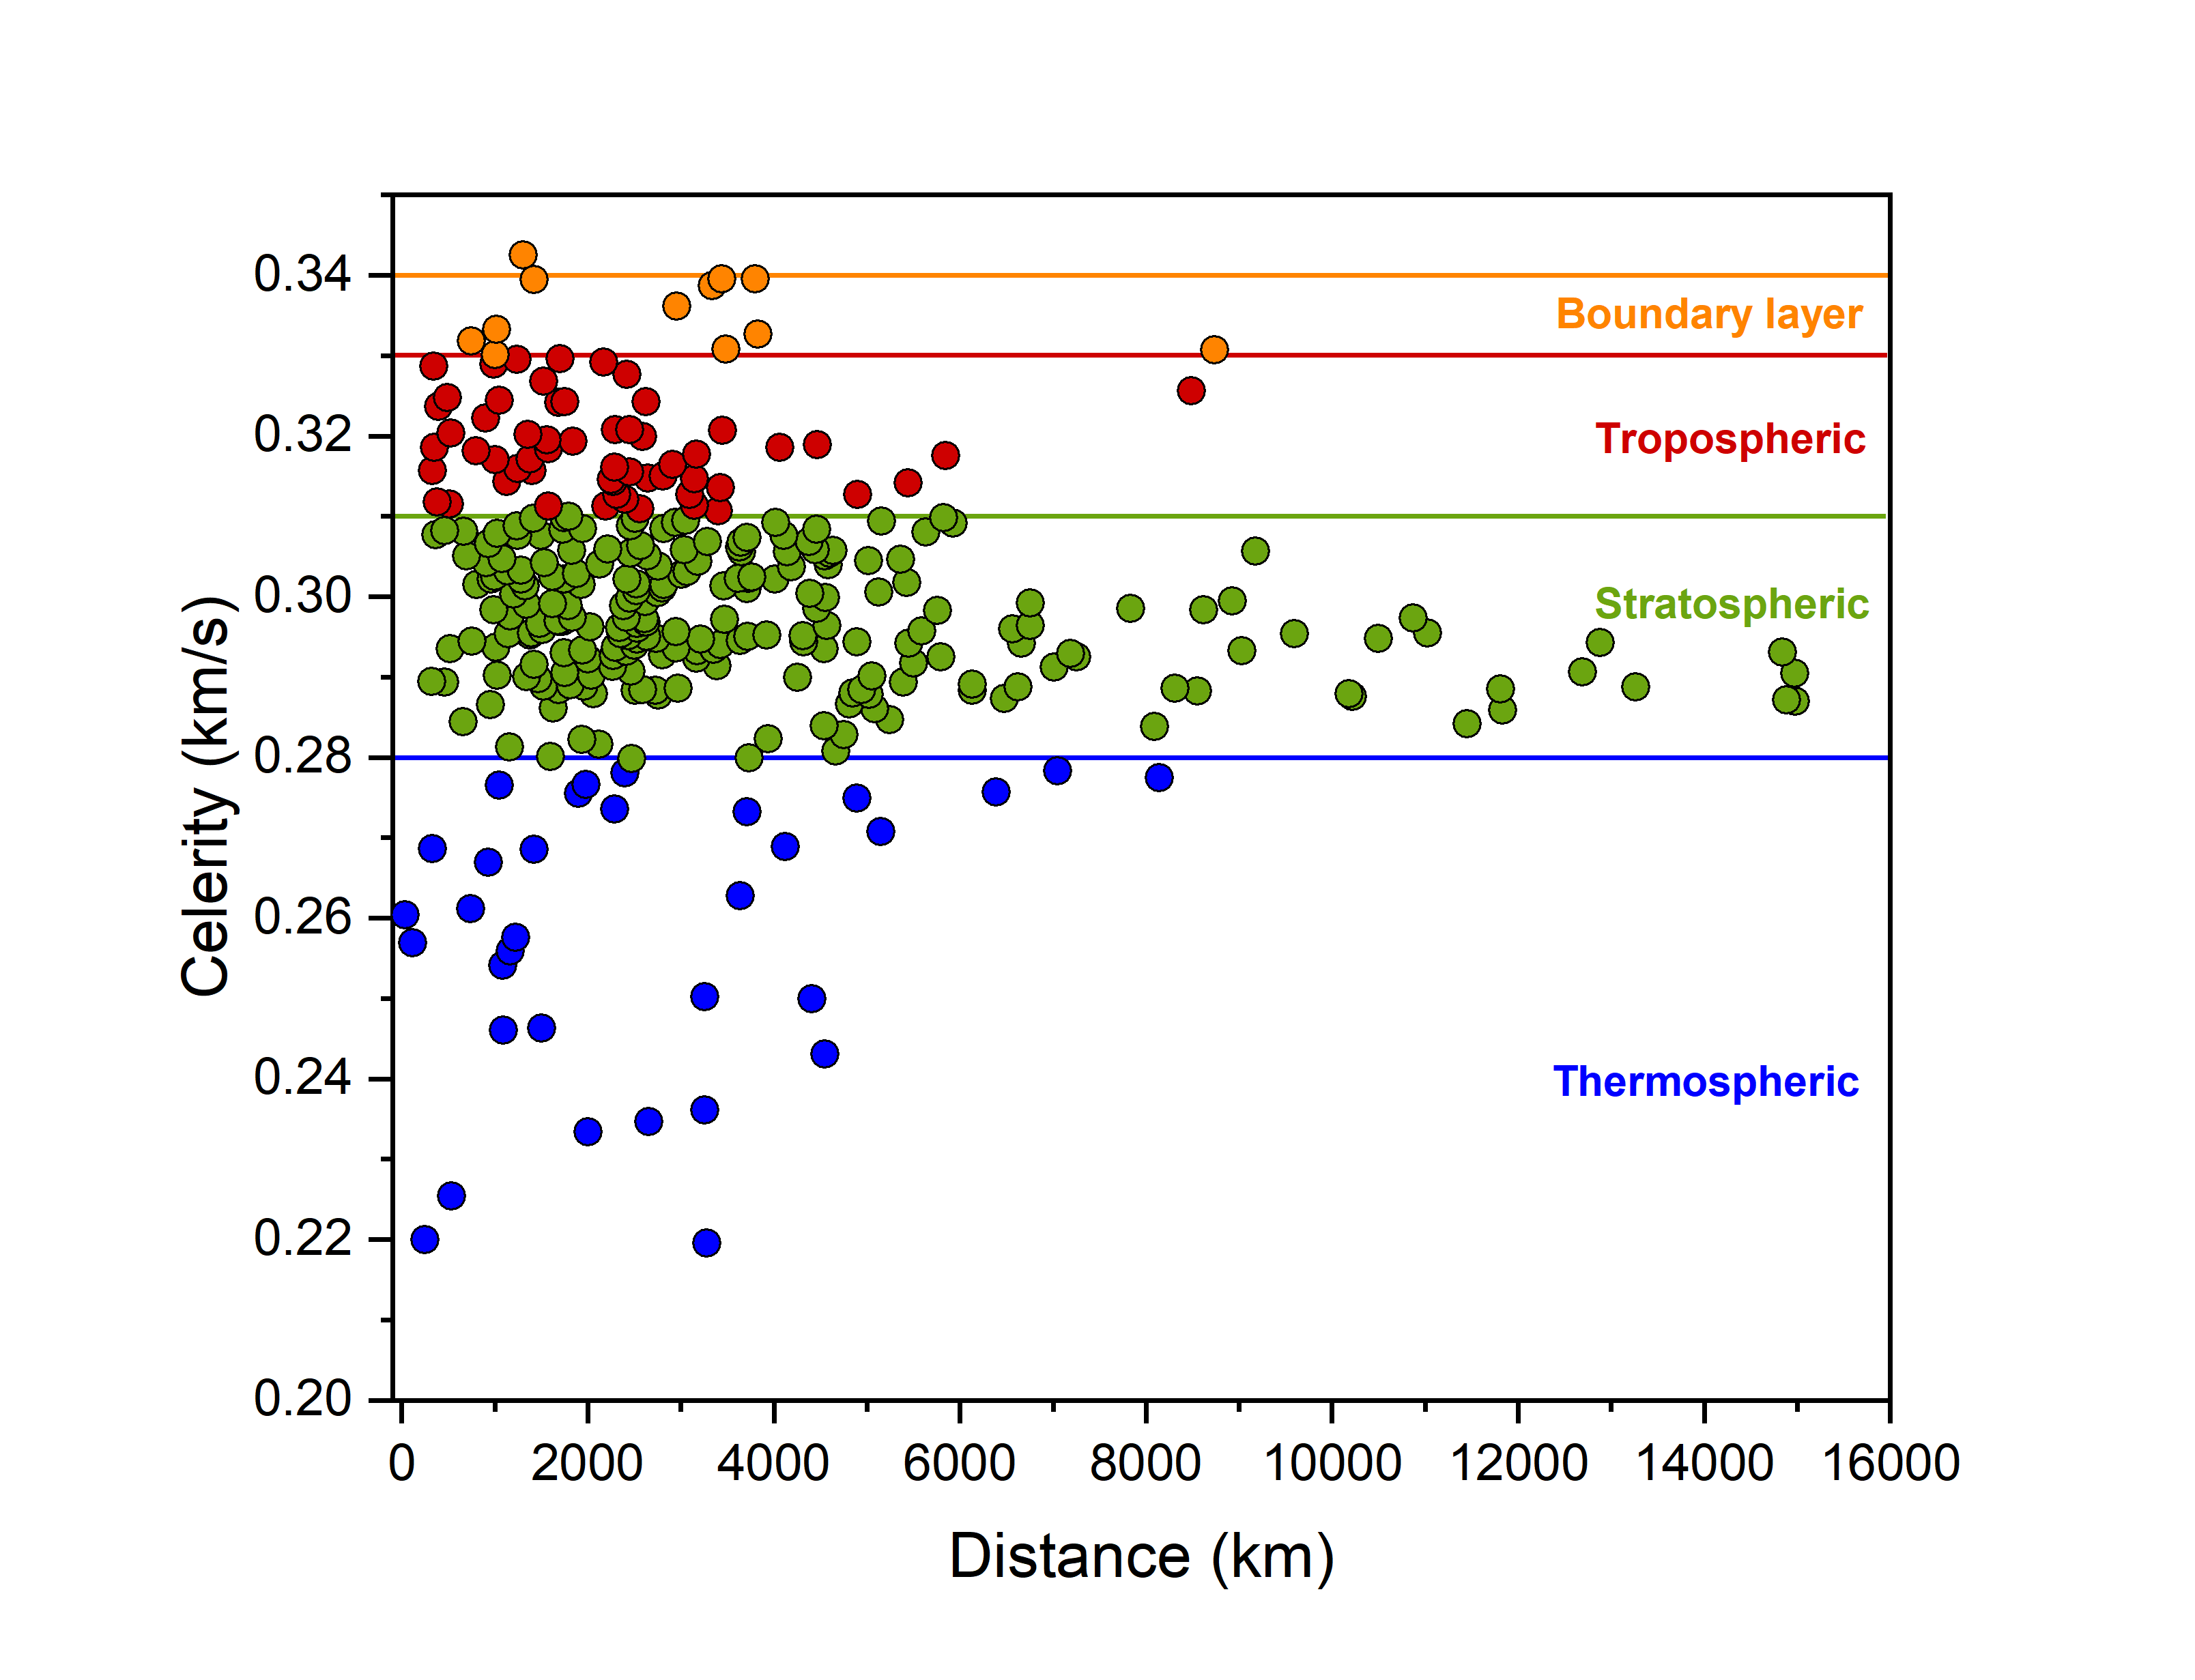 0.34
0.32
0.30
0.28
0.26
0.24
0.22
0.20
Celerity (km/s)
Boundary layer
Tropospheric
Stratospheric
Thermospheric
0 2000 4000 6000 8000 10000 12000 14000 16000
Distance (km)